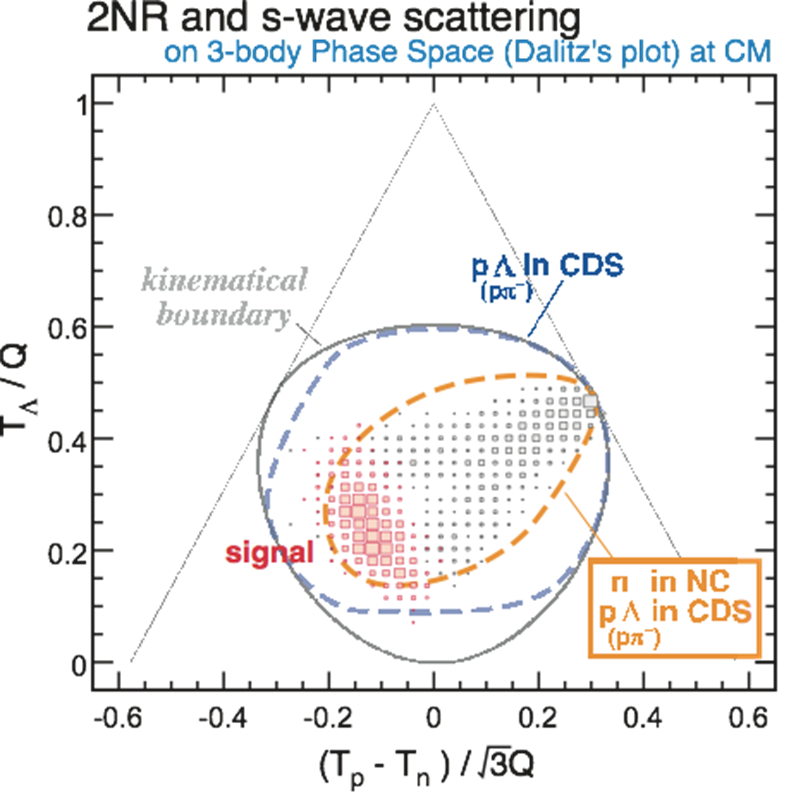 2NR and s-wave scattering
on 3-body Phase Space (Dalitz's plot) at CM
1
0.8
0.6
0.4
0.2
0
T_Λ / Q
kinematical
boundary
p Λ In CDS
(pπ⁻)
signal
n in NC
p Λ in CDS
(pπ⁻)
-0.6 -0.4 -0.2 0 0.2 0.4 0.6
(T_p - T_n ) / √3Q